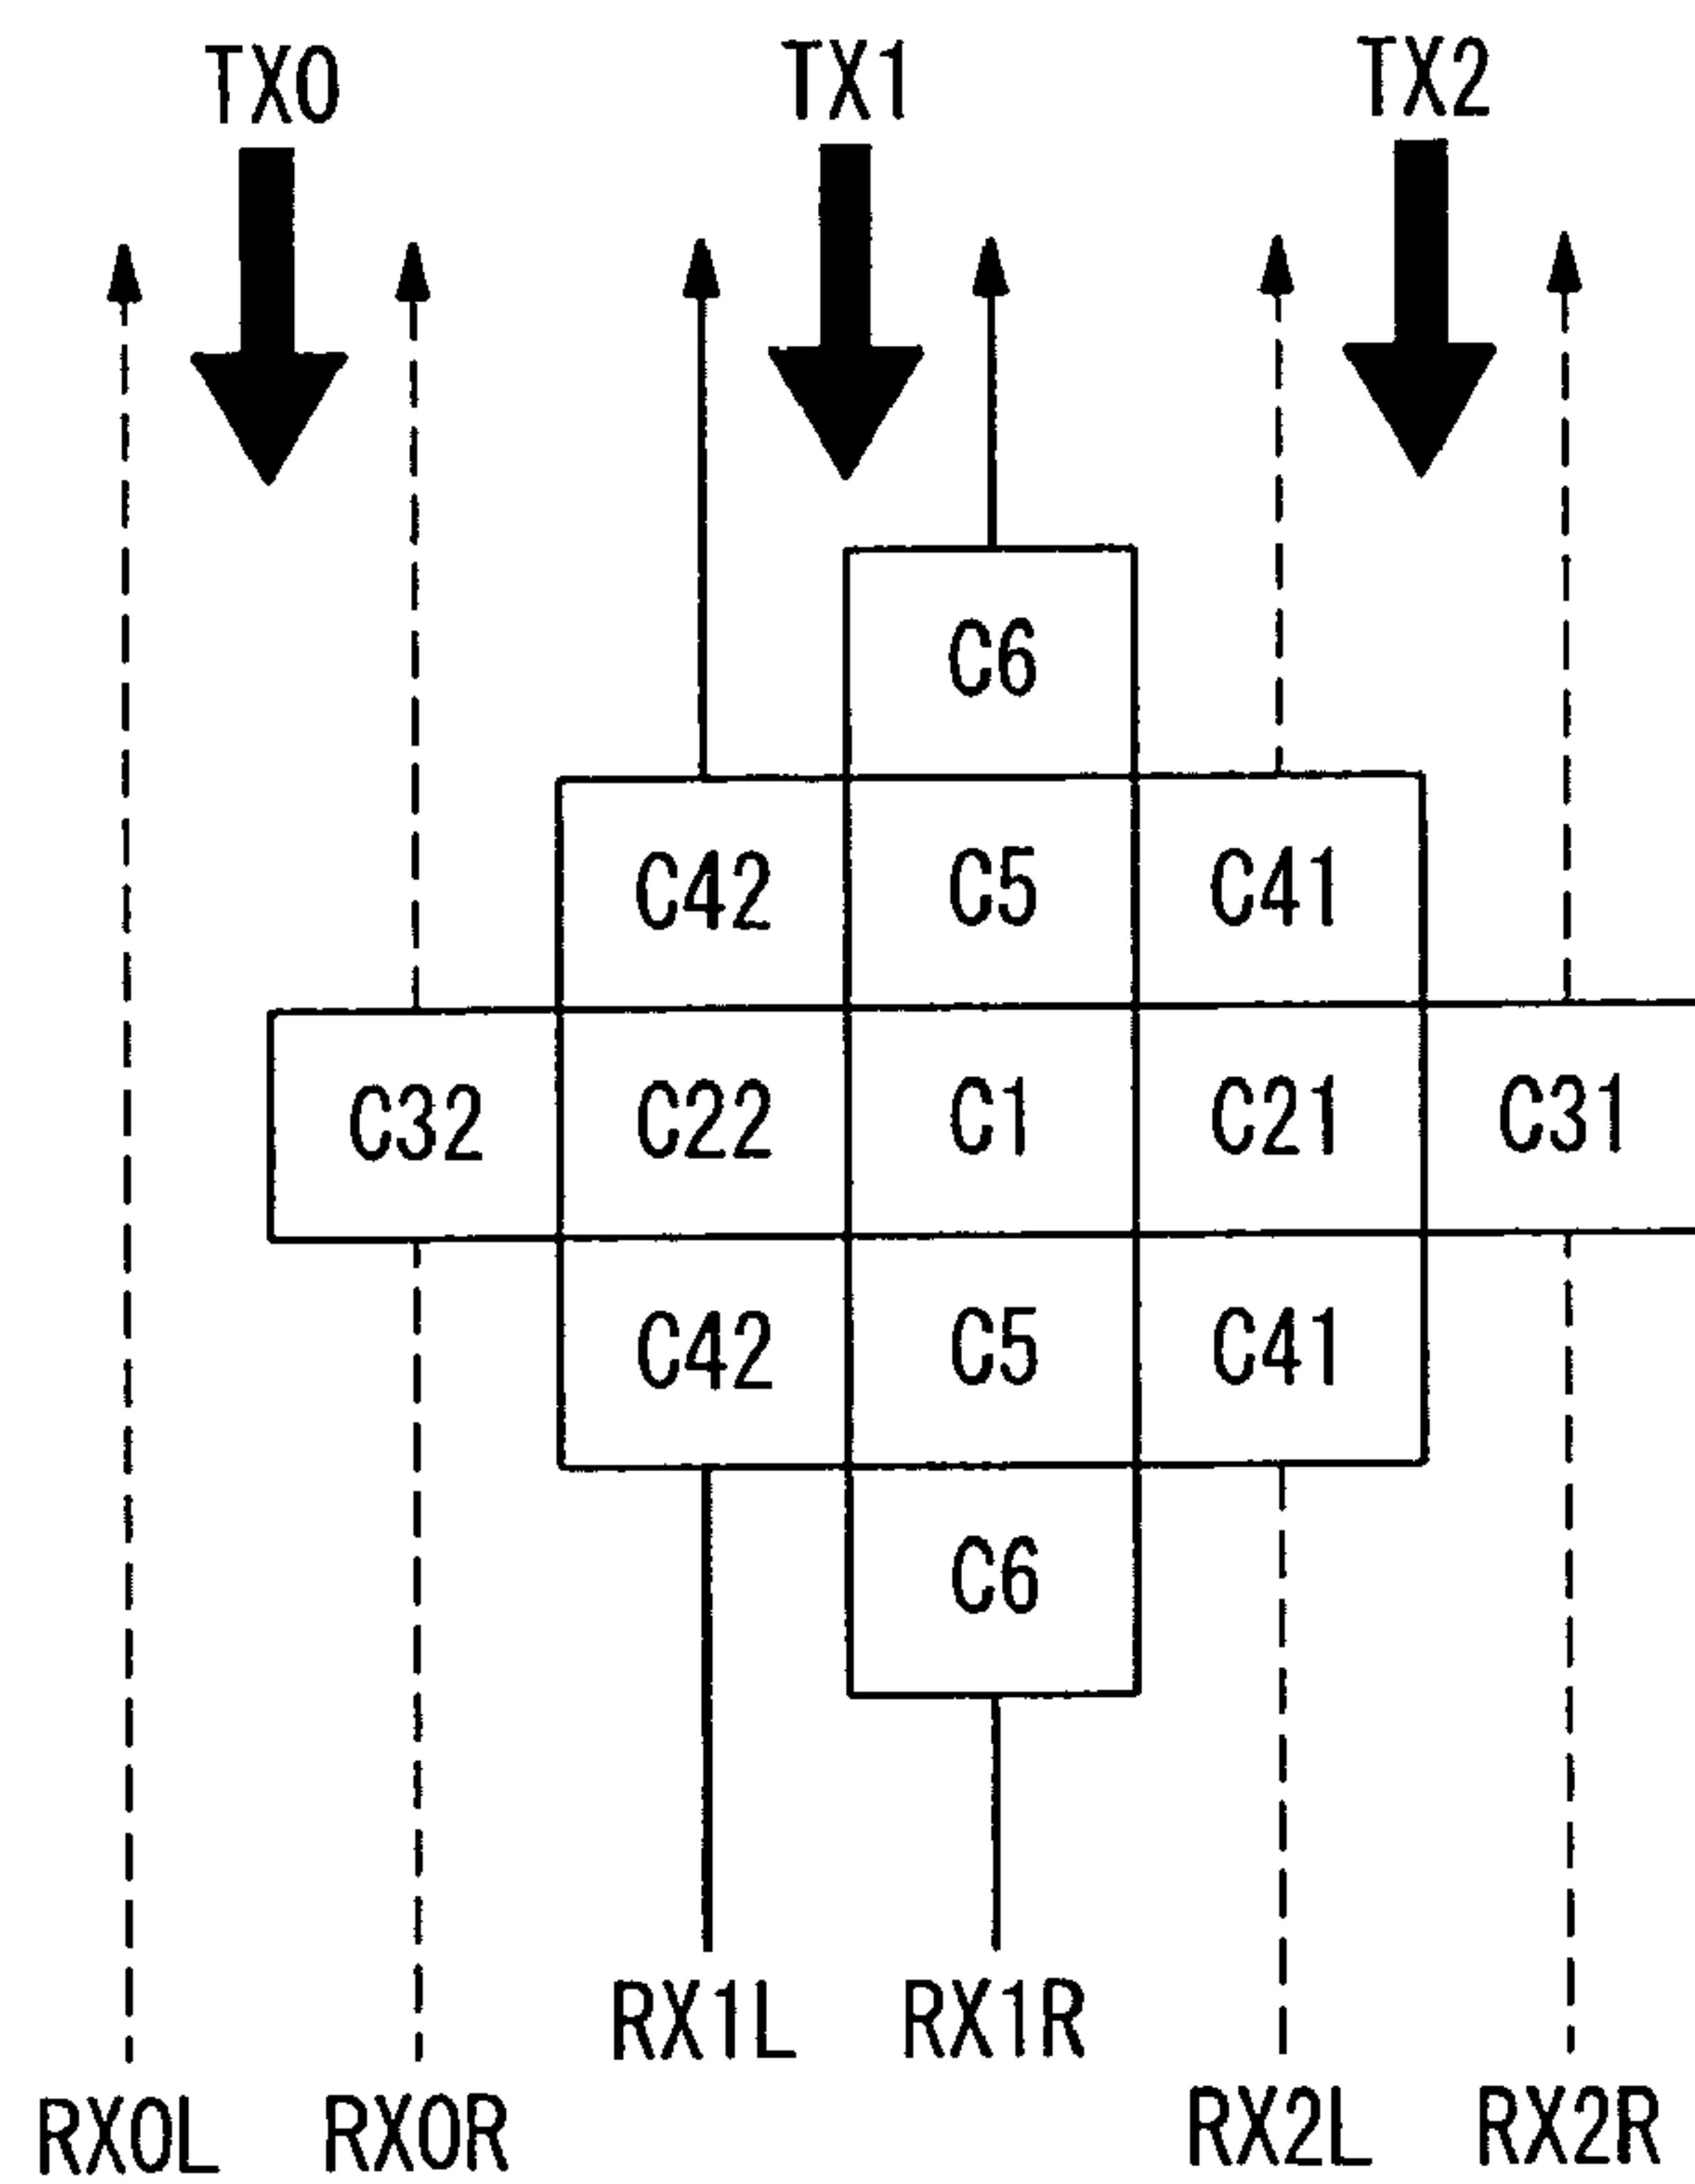 TX0 TX1 TX2
C6
C42 C5 C41
C32 C22 C1 C21 C31
C42 C5 C41
C6
RX1L RX1R
RX0L RX0R RX2L RX2R